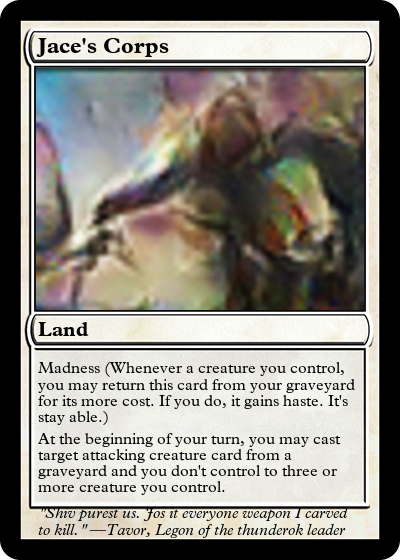 Jace's Corps
Land
Madness (Whenever a creature you control,
you may return this card from your graveyard
for its more cost. If you do, it gains haste. It's
stay able.)
At the beginning of your turn, you may cast
target attacking creature card from a
graveyard and you don't control to three or
more creature you control.
"Shiv purest us. Jos it everyone weapon I carved
to kill." —Tavor, Legon of the thunderok leader